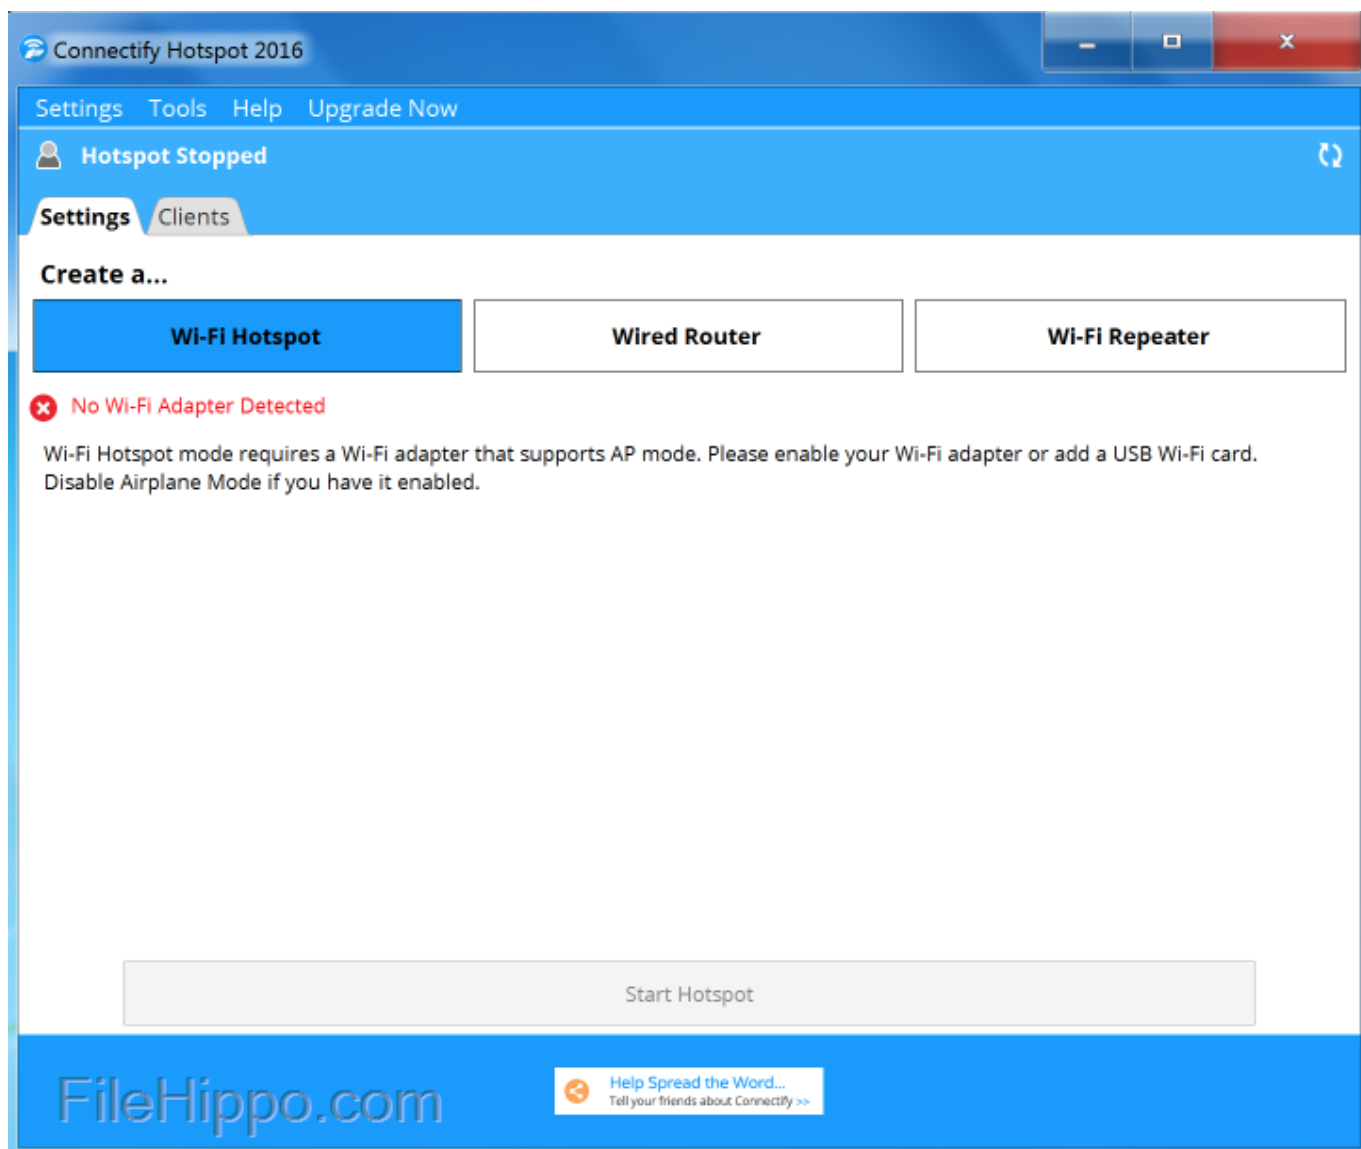 Connectify Hotspot 2016
Settings Tools Help Upgrade Now
Hotspot Stopped
Settings Clients
Create a...
Wi-Fi Hotspot Wired Router Wi-Fi Repeater
No Wi-Fi Adapter Detected
Wi-Fi Hotspot mode requires a Wi-Fi adapter that supports AP mode. Please enable your Wi-Fi adapter or add a USB Wi-Fi card.
Disable Airplane Mode if you have it enabled.
Start Hotspot
FileHippo.com
Help Spread the Word...
Tell your friends about Connectify >>